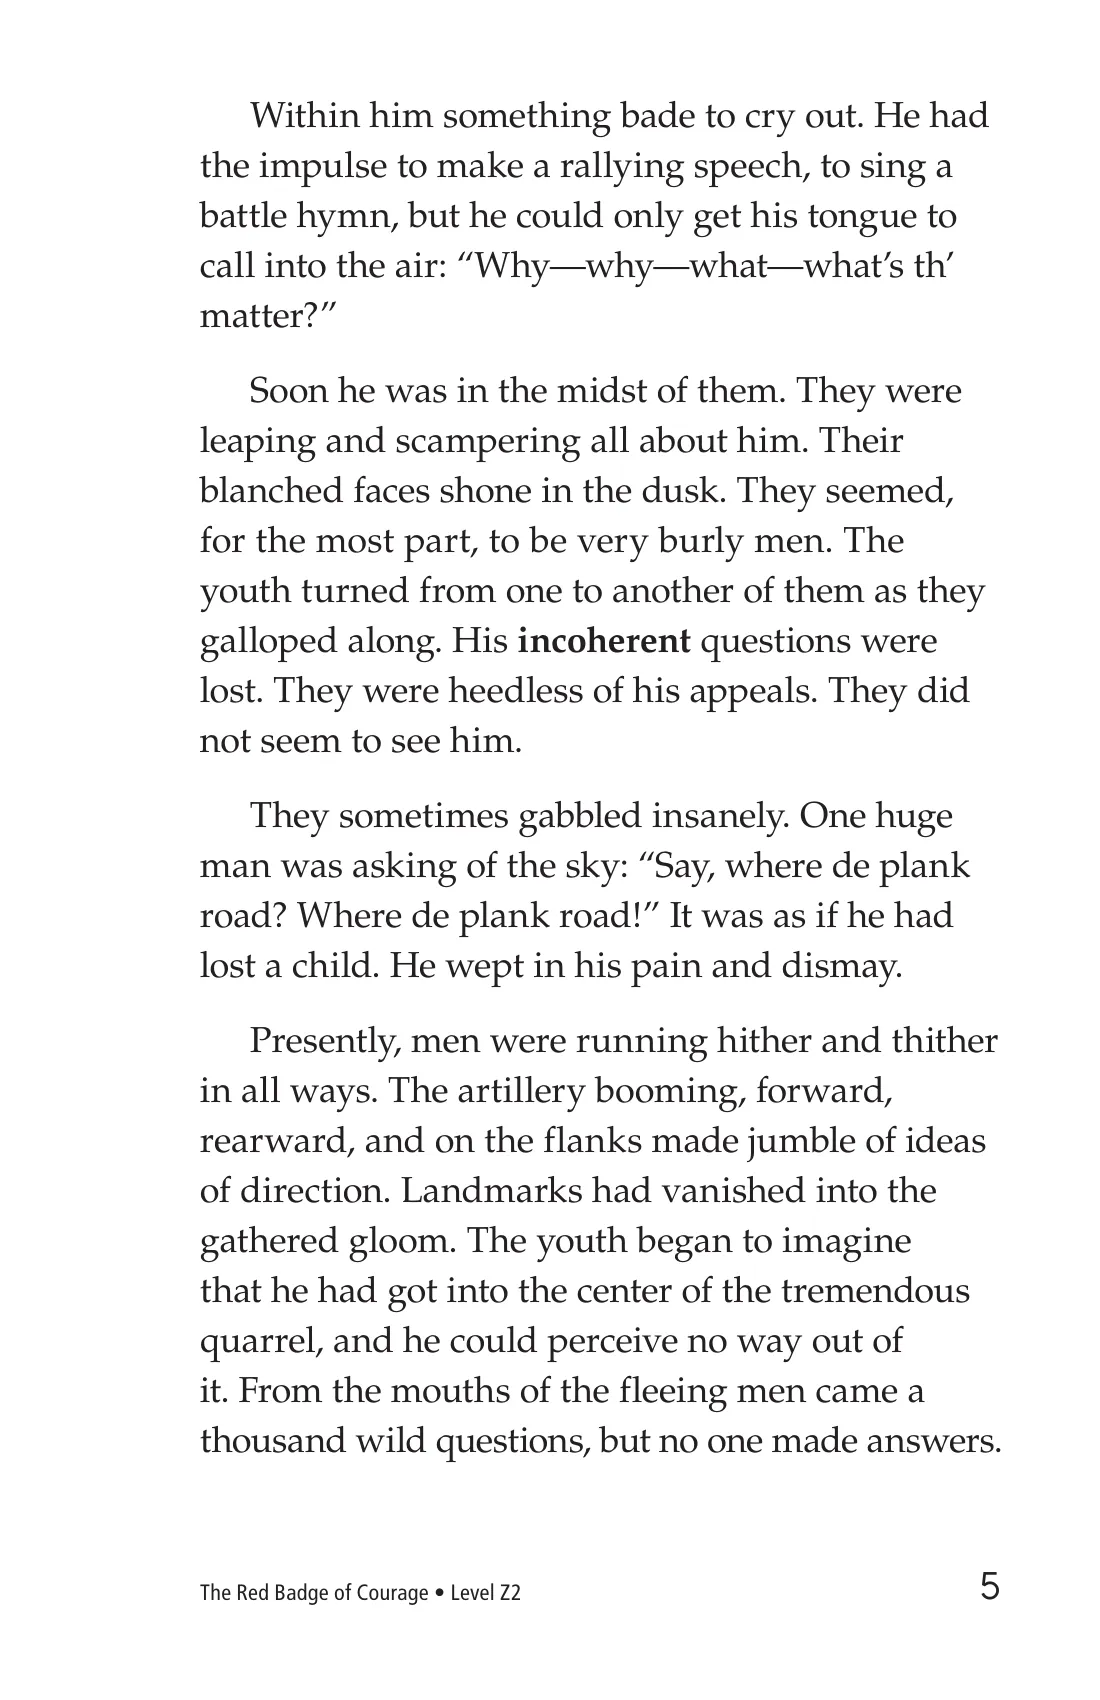 Within him something bade to cry out. He had
the impulse to make a rallying speech, to sing a
battle hymn, but he could only get his tongue to
call into the air: “Why—why—what—what’s th’
matter?”
Soon he was in the midst of them. They were
leaping and scampering all about him. Their
blanched faces shone in the dusk. They seemed,
for the most part, to be very burly men. The
youth turned from one to another of them as they
galloped along. His incoherent questions were
lost. They were heedless of his appeals. They did
not seem to see him.
They sometimes gabbled insanely. One huge
man was asking of the sky: “Say, where de plank
road? Where de plank road!” It was as if he had
lost a child. He wept in his pain and dismay.
Presently, men were running hither and thither
in all ways. The artillery booming, forward,
rearward, and on the flanks made jumble of ideas
of direction. Landmarks had vanished into the
gathered gloom. The youth began to imagine
that he had got into the center of the tremendous
quarrel, and he could perceive no way out of
it. From the mouths of the fleeing men came a
thousand wild questions, but no one made answers.
The Red Badge of Courage • Level Z2 5